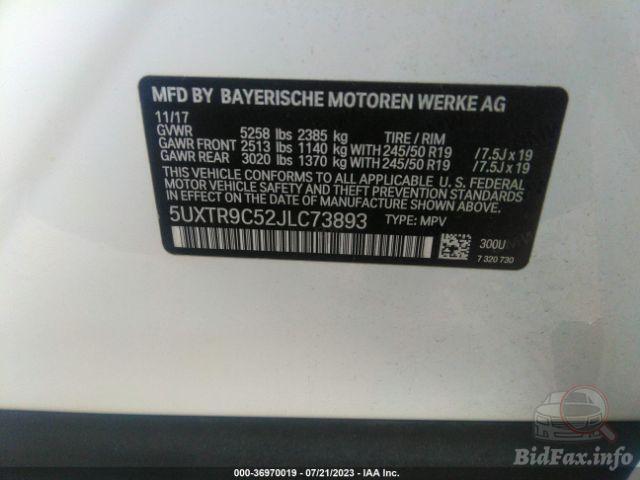 MFD BY BAYERISCHE MOTOREN WERKE AG
11/17
GVWR 5258 lbs 2385 kg TIRE / RIM
GAWR FRONT 2513 lbs 1140 kg WITH 245/50 R19 / 7.5J x 19
GAWR REAR 3020 lbs 1370 kg WITH 245/50 R19 / 7.5J x 19
THIS VEHICLE CONFORMS TO ALL APPLICABLE U. S. FEDERAL
MOTOR VEHICLE SAFETY AND THEFT PREVENTION STANDARDS
IN EFFECT ON THE DATE OF MANUFACTURE SHOWN ABOVE.
5UXTR9C52JLC73893 TYPE: MPV
300U
7 320 730
BidFax.info
000-36970019 - 07/21/2023 - IAA Inc.